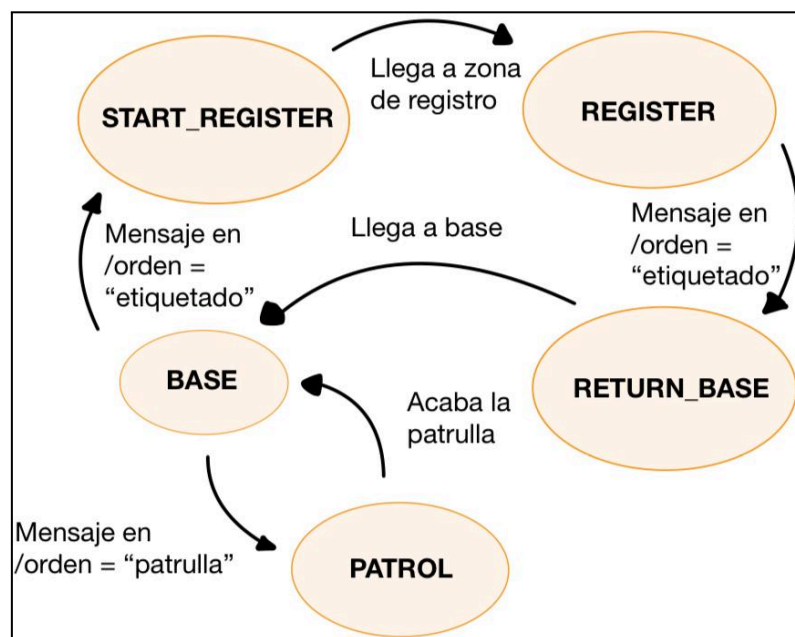 START_REGISTER
Llega a zona
de registro
REGISTER
Mensaje en
/orden =
“etiquetado”
Llega a base
Mensaje en
/orden =
“etiquetado”
BASE
RETURN_BASE
Acaba la
patrulla
Mensaje en
/orden = “patrulla”
PATROL